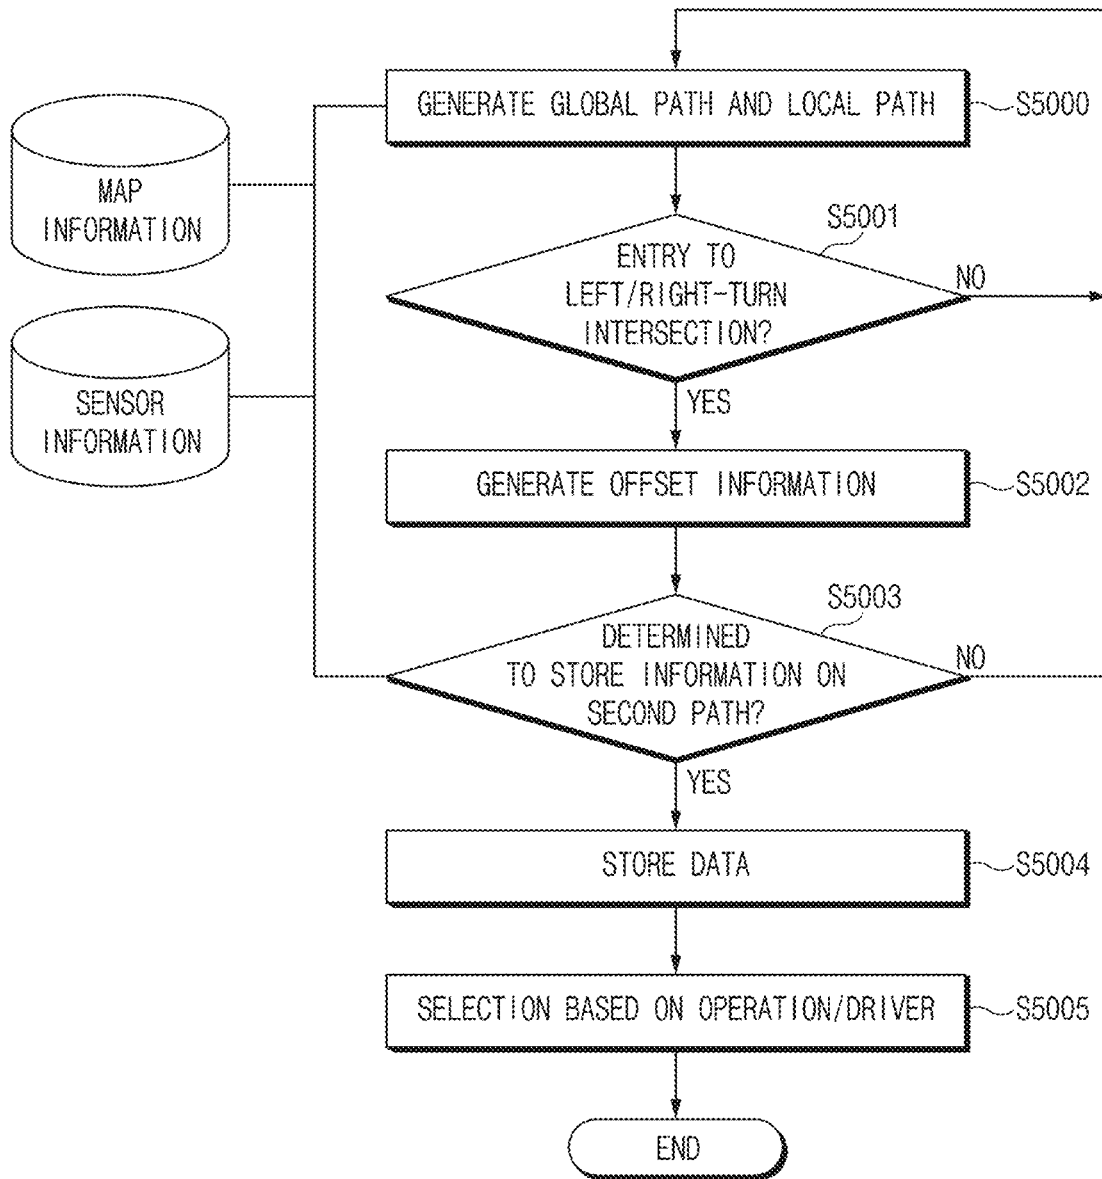 GENERATE GLOBAL PATH AND LOCAL PATH
S5000
MAP
INFORMATION
S5001
ENTRY TO
LEFT/RIGHT-TURN
INTERSECTION?
NO
YES
SENSOR
INFORMATION
GENERATE OFFSET INFORMATION
S5002
S5003
DETERMINED
TO STORE INFORMATION ON
SECOND PATH?
NO
YES
STORE DATA
S5004
SELECTION BASED ON OPERATION/DRIVER
S5005
END